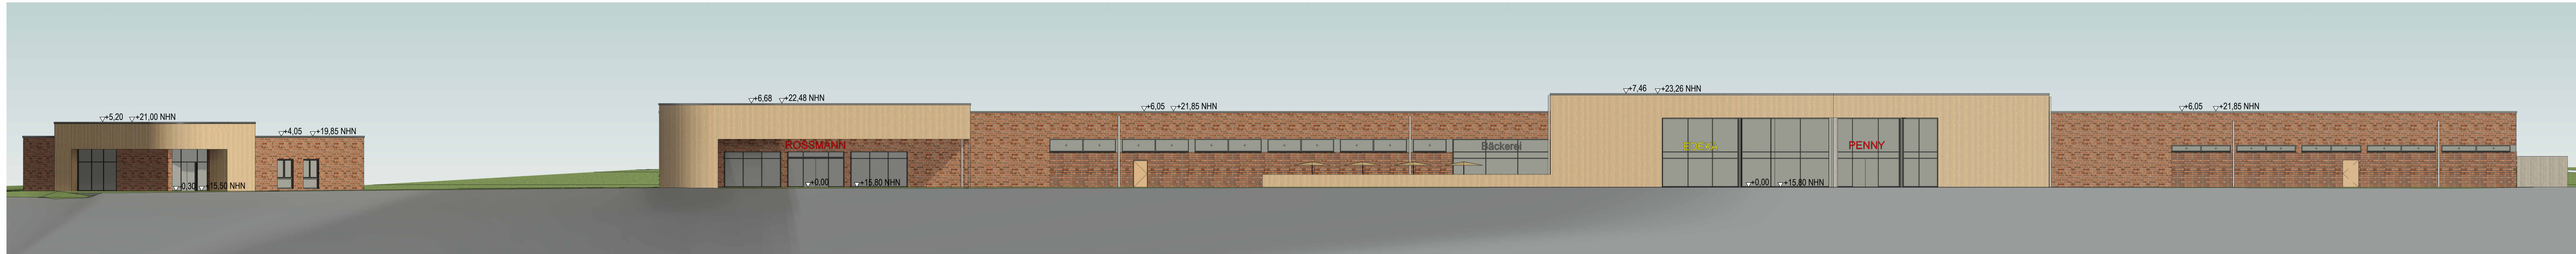 ▽+5,20 ▽+21,00 NHN
▽+4,05 ▽+19,85 NHN
▽-0,30 ▽+15,50 NHN
▽+6,68 ▽+22,48 NHN
ROSSMANN
▽+0,00 ▽+15,80 NHN
▽+6,05 ▽+21,85 NHN
Bäckerei
▽+7,46 ▽+23,26 NHN
PENNY
▽+0,00 ▽+15,80 NHN
▽+6,05 ▽+21,85 NHN